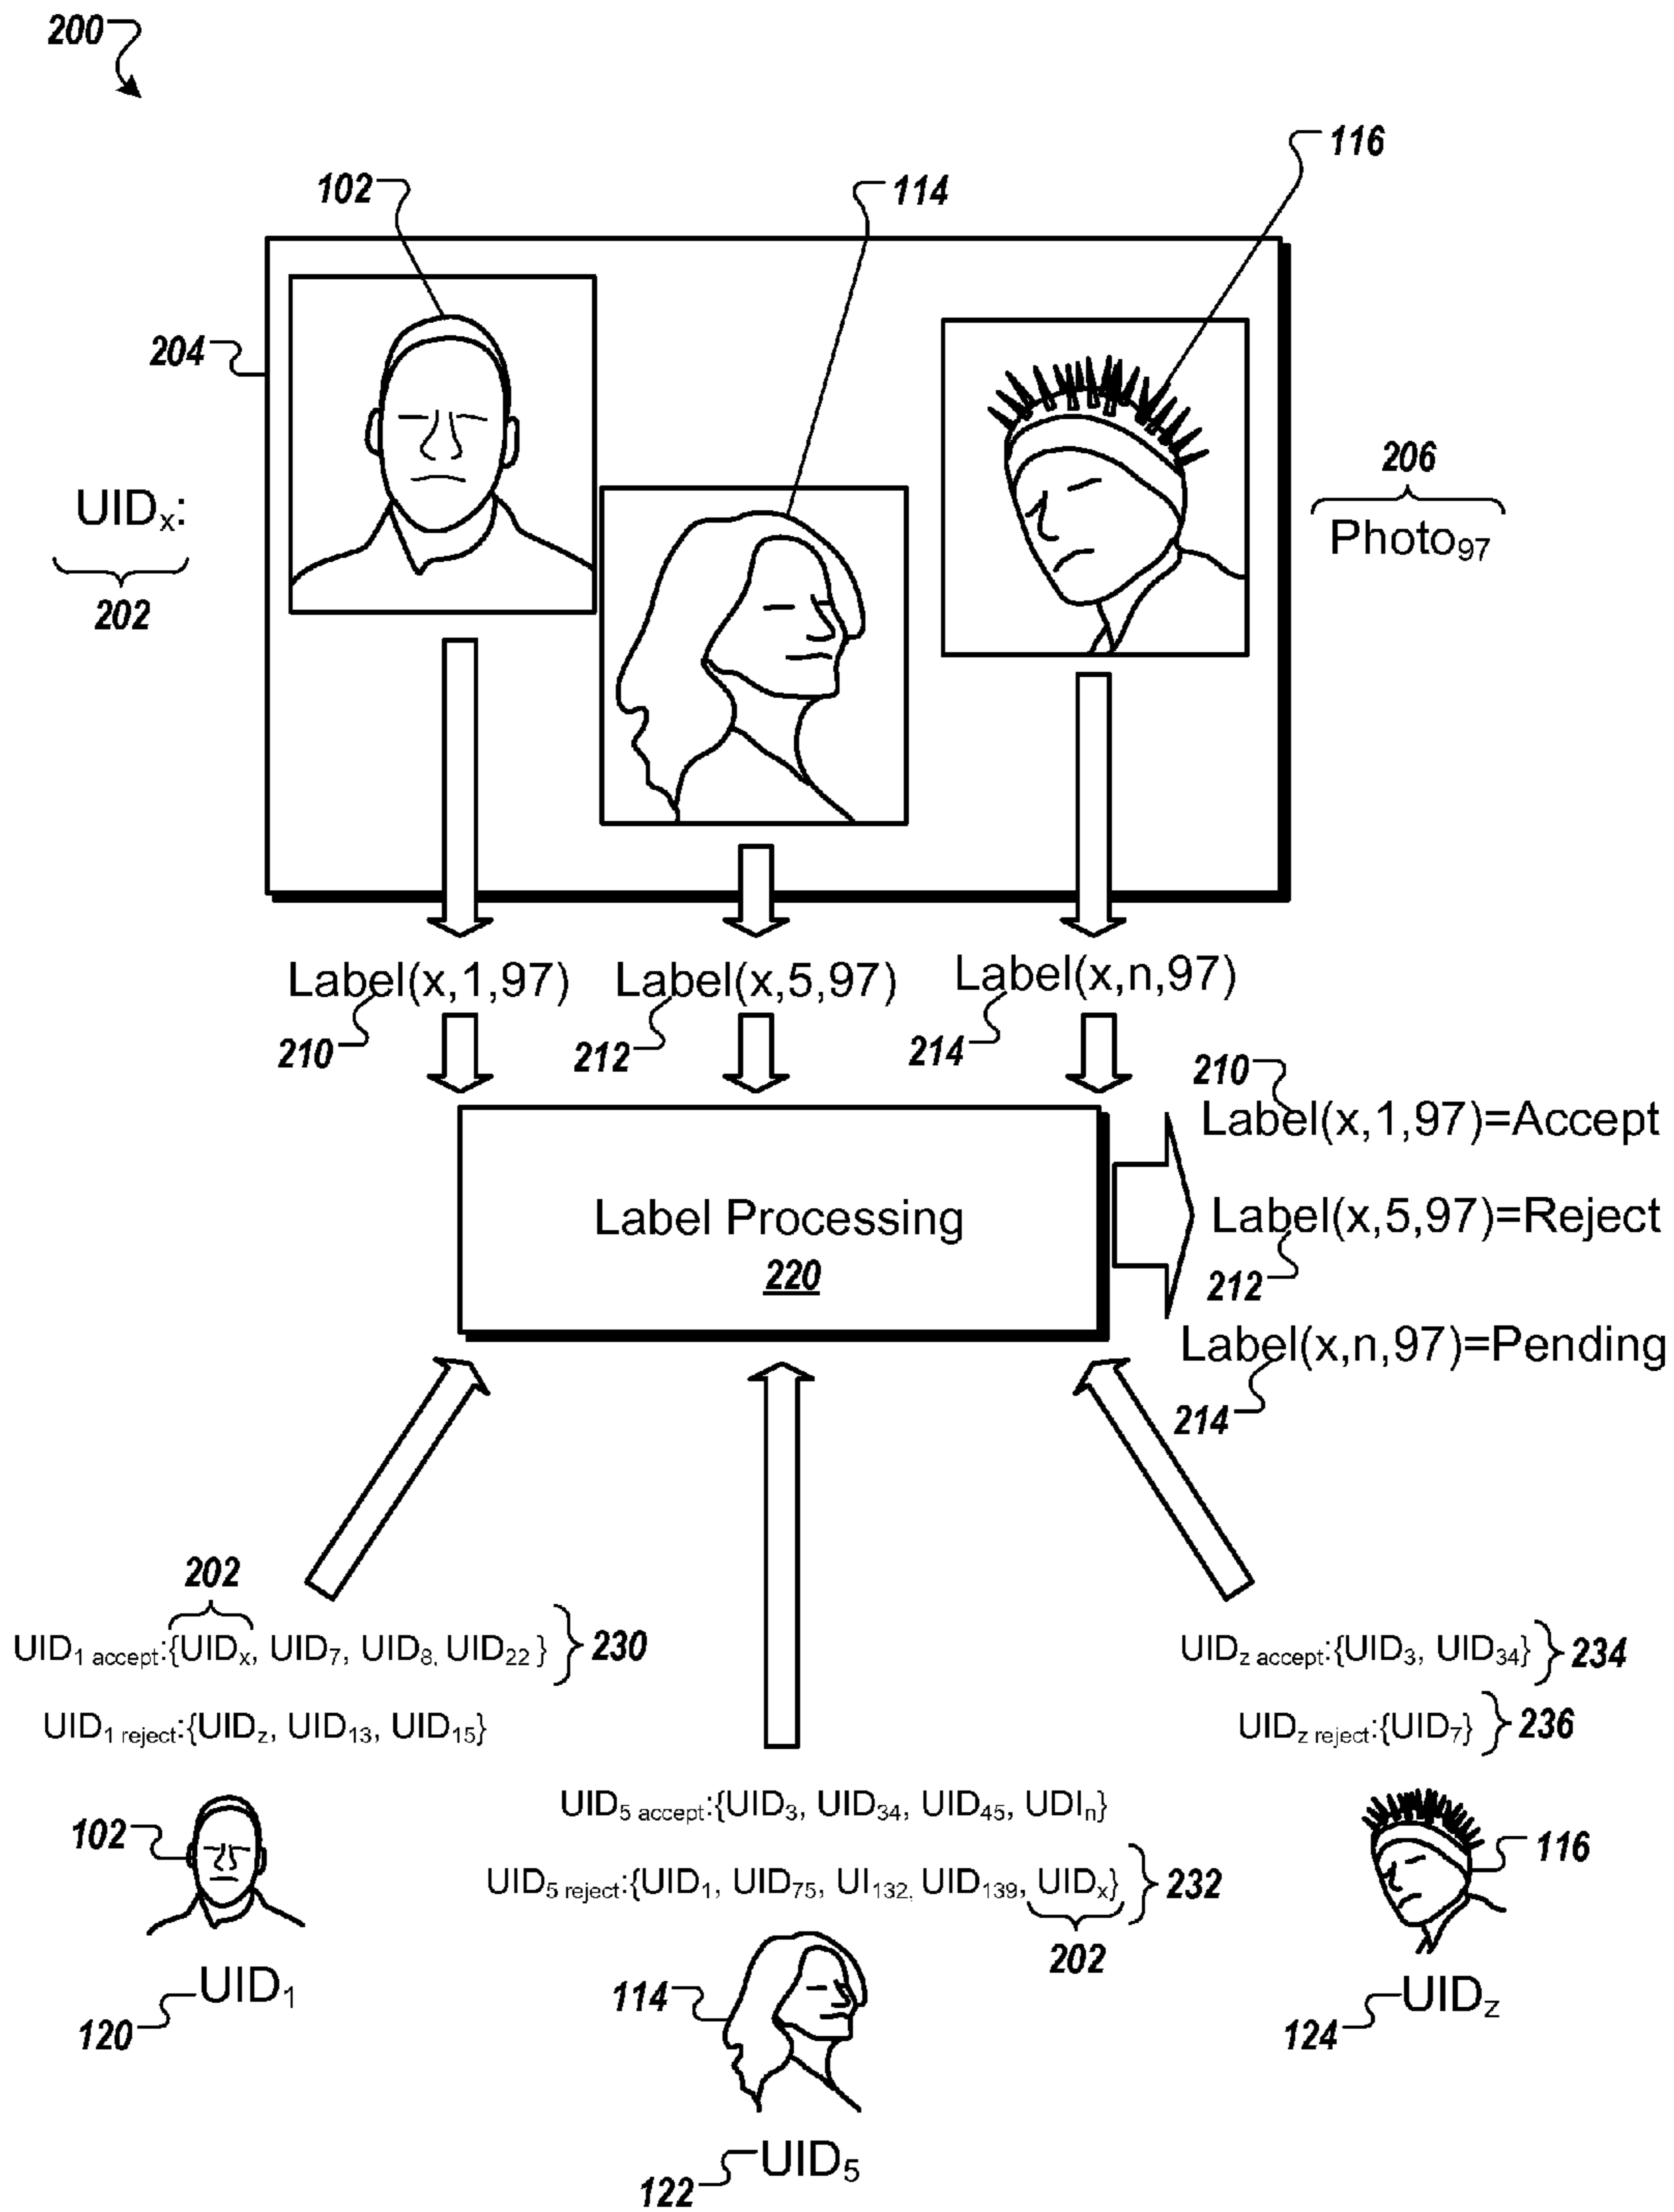 200
116
102
114
204
206
UIDx:
Photo97
202
Label(x,1,97) Label(x,5,97) Label(x,n,97)
210 212 214
210
Label(x,1,97)=Accept
Label Processing
220
Label(x,5,97)=Reject
212
Label(x,n,97)=Pending
214
202
UID1 accept:{UIDx, UID7, UID8, UID22} 230
UID1 reject:{UIDz, UID13, UID15}
UIDz accept:{UID3, UID34} 234
UIDz reject:{UID7} 236
UID5 accept:{UID3, UID34, UID45, UDIn}
UID5 reject:{UID1, UID75, UI132, UID139, UIDx} 232
202
102
UID1
120
114
UID5
122
116
UIDz
124